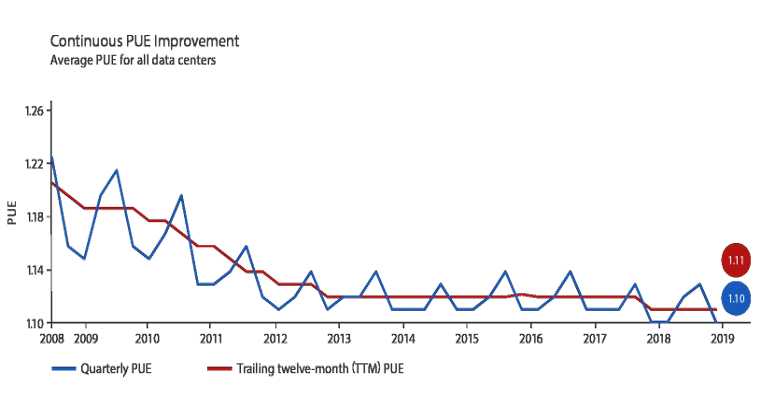 Continuous PUE Improvement
Average PUE for all data centers
1.26
1.22
1.18
1.14
1.10
PUE
1.11
1.10
2008 2009 2010 2011 2012 2013 2014 2015 2016 2017 2018 2019
Quarterly PUE Trailing twelve-month (TTM) PUE